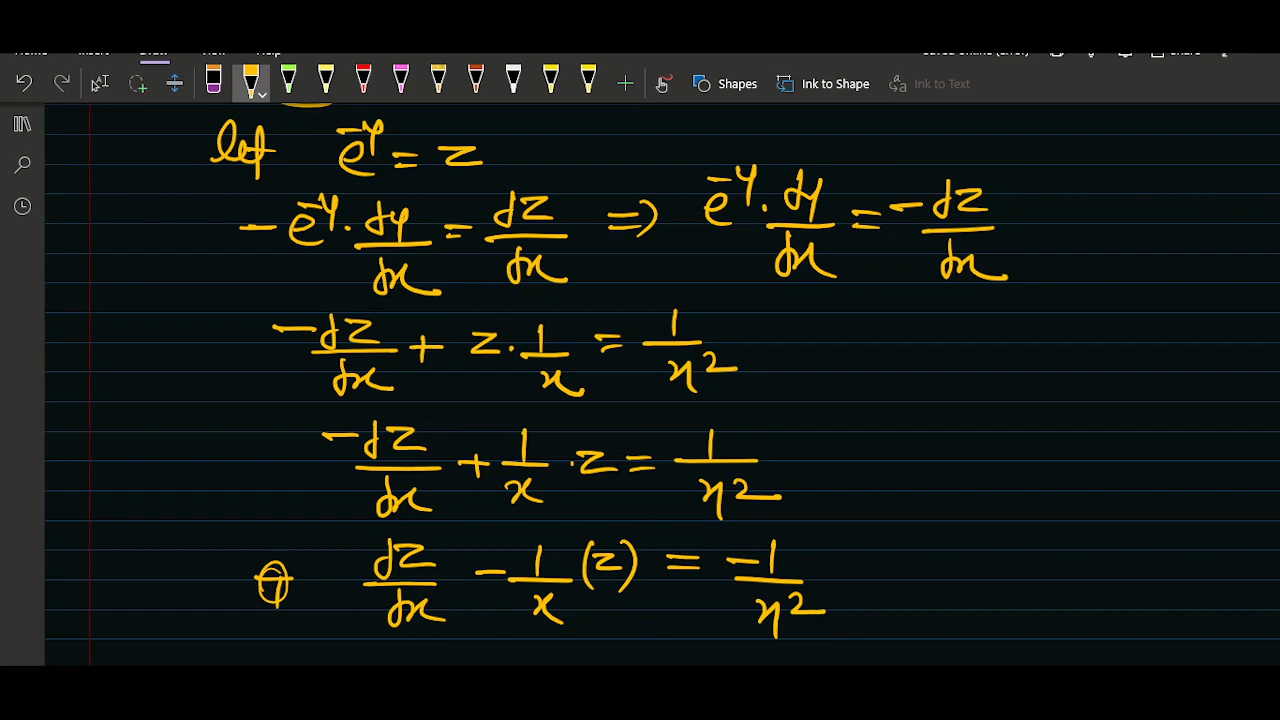 Shapes Ink to Shape Ink to Text
let e^{-y} = z
-e^{-y} · dy/dx = dz/dx ⇒ e^{-y} · dy/dx = -dz/dx
-dz/dx + z · 1/x = 1/x²
-dz/dx + 1/x · z = 1/x²
dz/dx - 1/x (z) = -1/x²